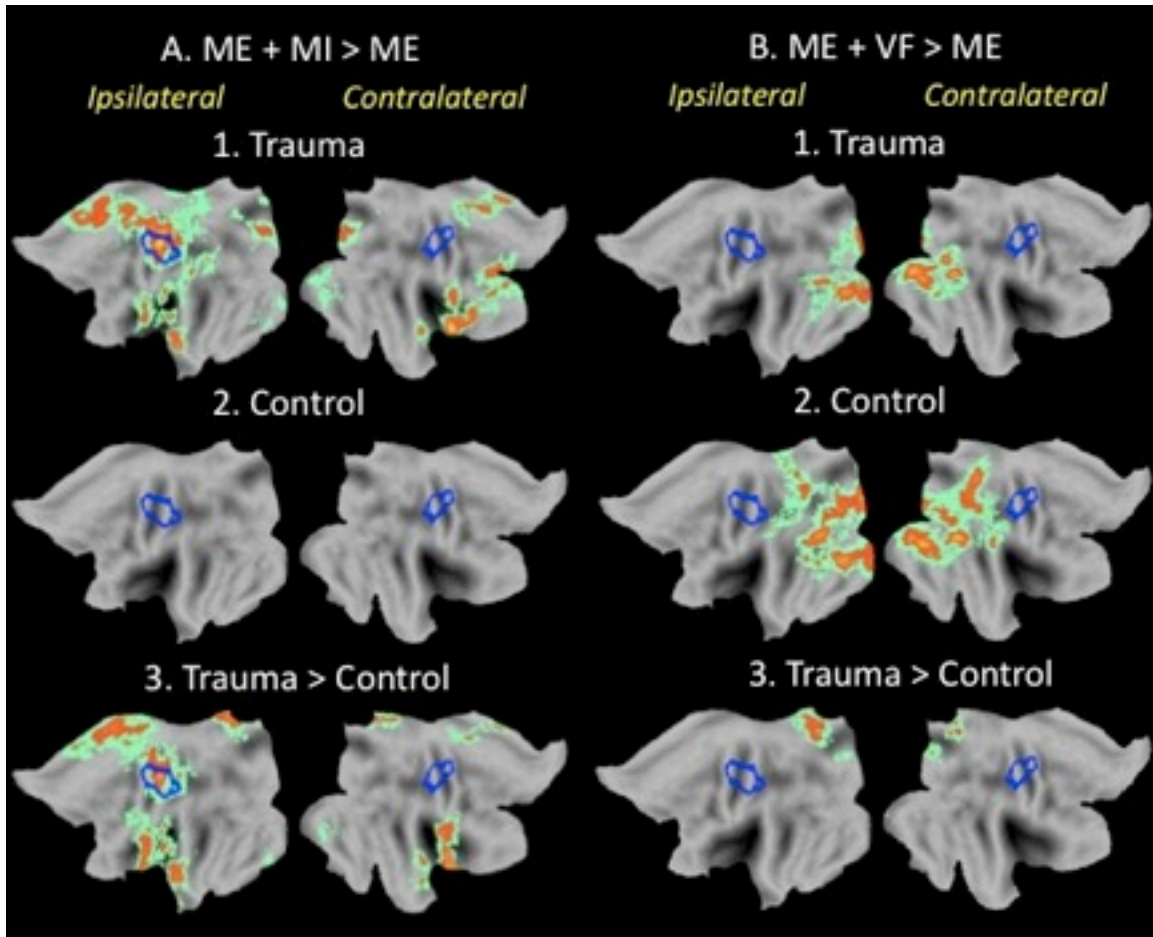 A. ME + MI > ME
Ipsilateral Contralateral
1. Trauma
2. Control
3. Trauma > Control
B. ME + VF > ME
Ipsilateral Contralateral
1. Trauma
2. Control
3. Trauma > Control